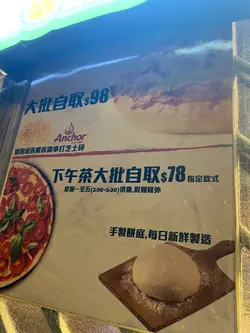 大批自取$98
Anchor
下午茶大批自取$78 指定款式
星期一至五(2:30-5:30)供應,假期除外
手製餅底,每日新鮮製造